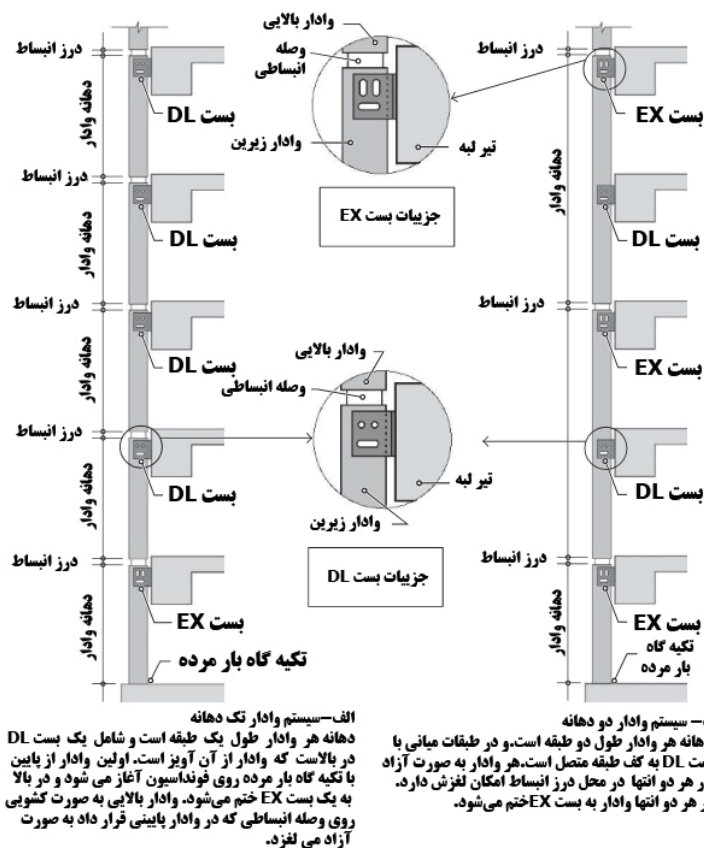 وادار بالایی
وصله
انبساطی
وادار زیرین
تیر لبه
جزییات بست EX
درز انبساط
بست DL
دهانه وادار
درز انبساط
بست DL
دهانه وادار
درز انبساط
بست DL
دهانه وادار
درز انبساط
بست DL
دهانه وادار
درز انبساط
بست EX
دهانه وادار
تکیه گاه بار مرده
وادار بالایی
وصله انبساطی
تیر لبه
وادار زیرین
جزییات بست DL
درز انبساط
بست EX
دهانه وادار
بست DL
درز انبساط
بست EX
دهانه وادار
بست DL
درز انبساط
بست EX
دهانه وادار
تکیه گاه
بار مرده
الف–سیستم وادار تک دهانه
دهانه هر وادار طول یک طبقه است و شامل یک بست DL
در بالاست که وادار از آن آویز است. اولین وادار از پایین
با تکیه گاه بار مرده روی فونداسیون آغاز می شود و در بالا
به یک بست EX ختم می‌شود. وادار بالایی به صورت کشویی
روی وصله انبساطی که در وادار پایینی قرار داد به صورت
آزاد می لغزد.
– سیستم وادار دو دهانه
هانه هر وادار طول دو طبقه است.و در طبقات میانی با
ست DL به کف طبقه متصل است.هر وادار به صورت آزاد
ر هر دو انتها در محل درز انبساط امکان لغزش دارد.
ر هر دو انتها وادار به بست EXختم می‌شود.